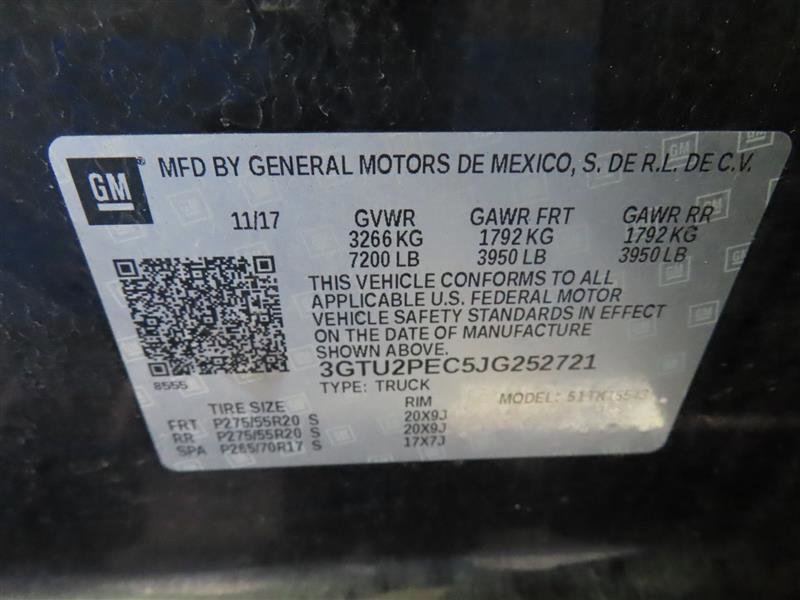 GM MFD BY GENERAL MOTORS DE MEXICO, S. DE R.L. DE C.V.
11/17 GVWR GAWR FRT GAWR RR
3266 KG 1792 KG 1792 KG
7200 LB 3950 LB 3950 LB
THIS VEHICLE CONFORMS TO ALL
APPLICABLE U.S. FEDERAL MOTOR
VEHICLE SAFETY STANDARDS IN EFFECT
ON THE DATE OF MANUFACTURE
SHOWN ABOVE.
3GTU2PEC5JG252721
8555
TYPE: TRUCK MODEL:
TIRE SIZE RIM
FRT P275/55R20 S 20X9J
RR P275/55R20 S 20X9J
SPA P265/70R17 S 17X7J